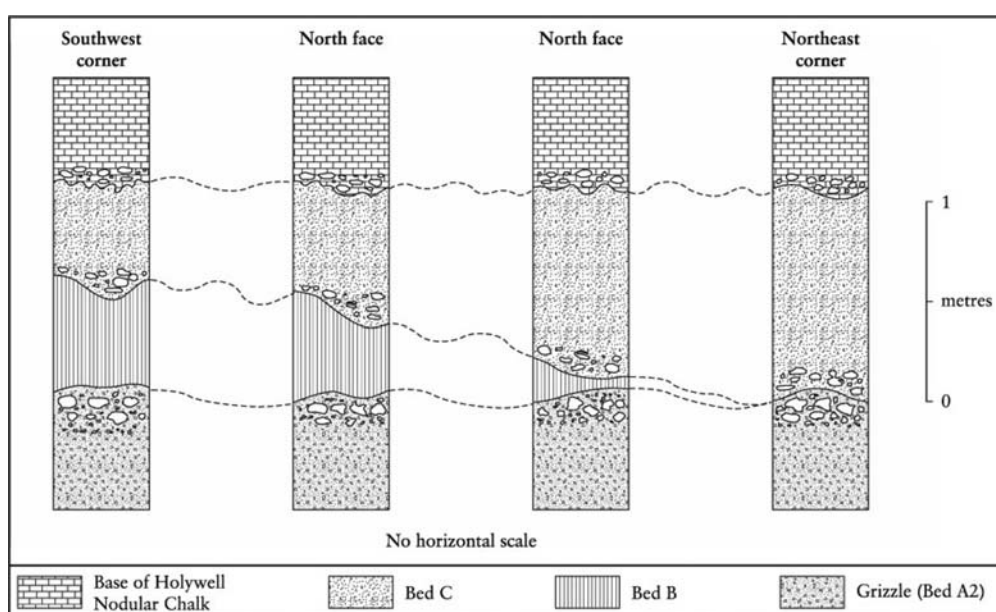 Southwest
corner
North face
North face
Northeast
corner
1
metres
0
No horizontal scale
Base of Holywell
Nodular Chalk
Bed C
Bed B
Grizzle (Bed A2)